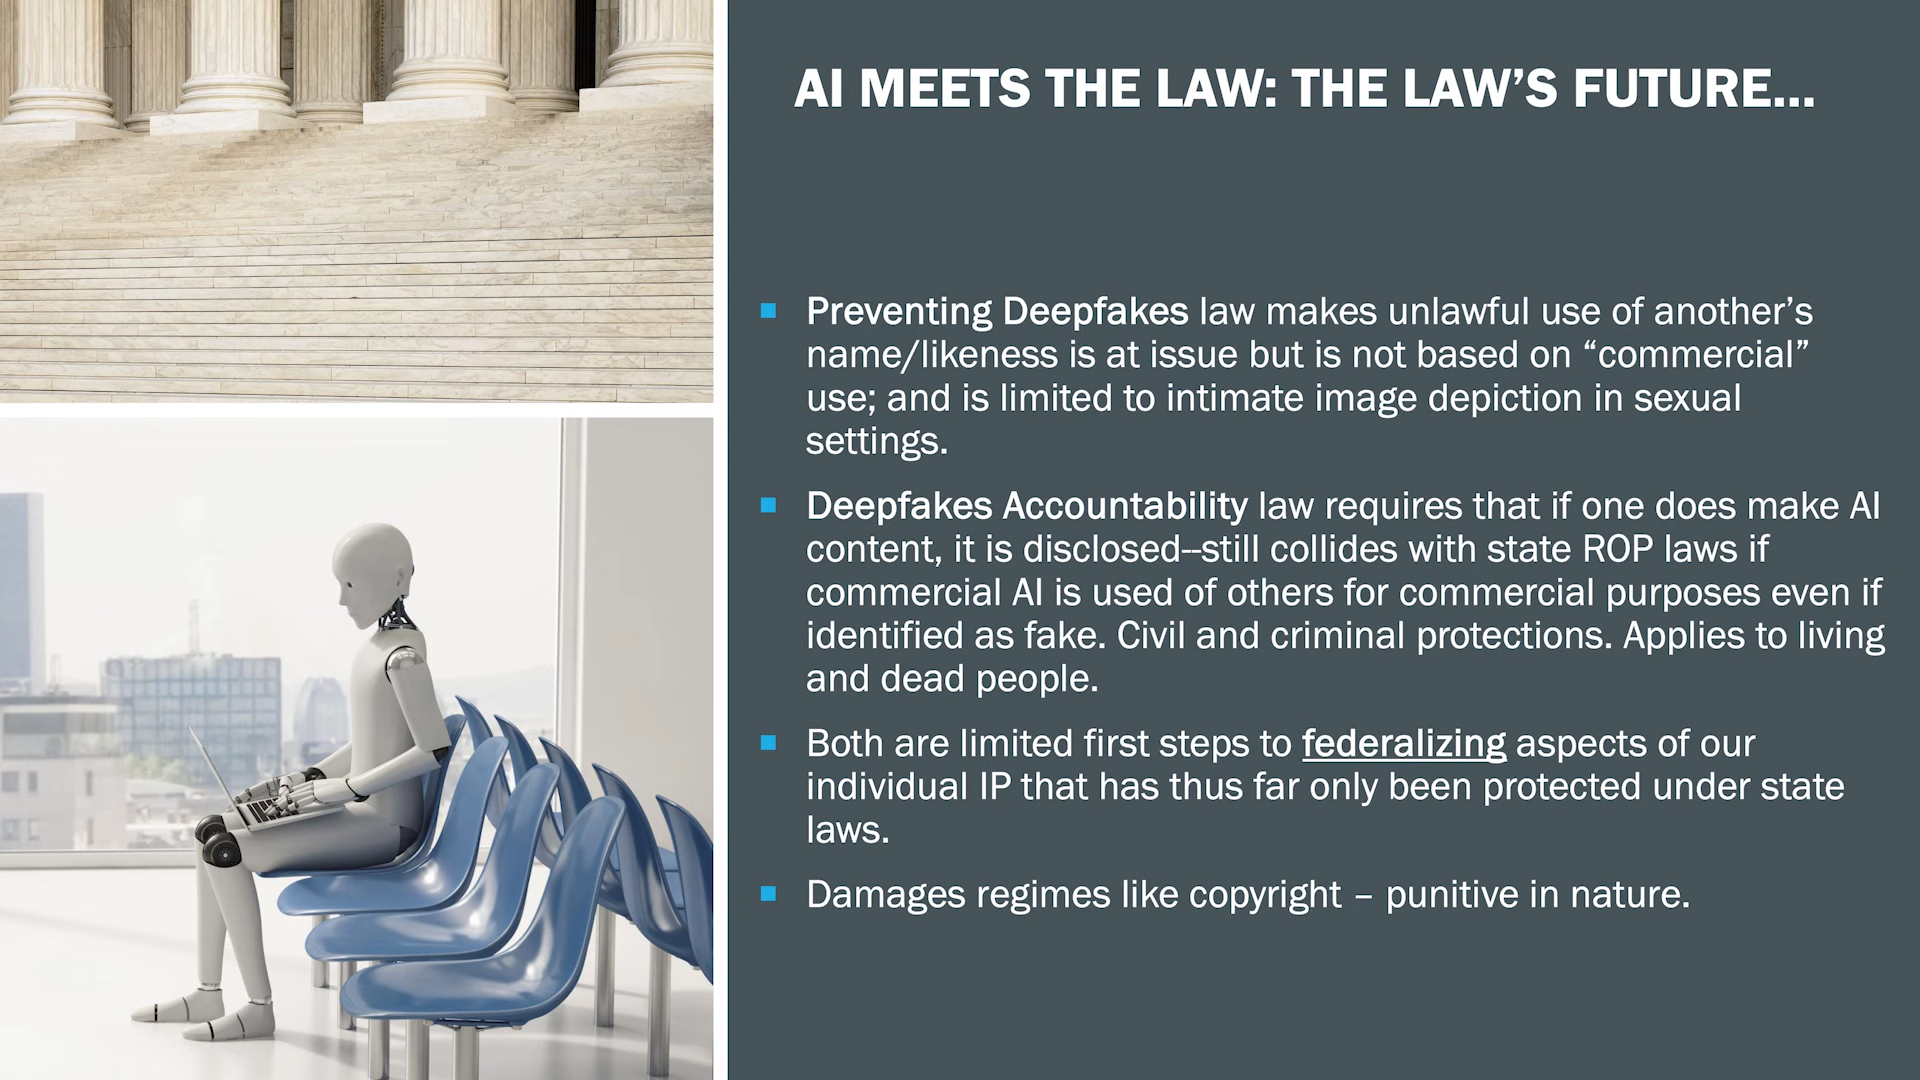 AI MEETS THE LAW: THE LAW’S FUTURE…
Preventing Deepfakes law makes unlawful use of another’s
name/likeness is at issue but is not based on “commercial”
use; and is limited to intimate image depiction in sexual
settings.
Deepfakes Accountability law requires that if one does make AI
content, it is disclosed--still collides with state ROP laws if
commercial AI is used of others for commercial purposes even if
identified as fake. Civil and criminal protections. Applies to living
and dead people.
Both are limited first steps to federalizing aspects of our
individual IP that has thus far only been protected under state
laws.
Damages regimes like copyright – punitive in nature.